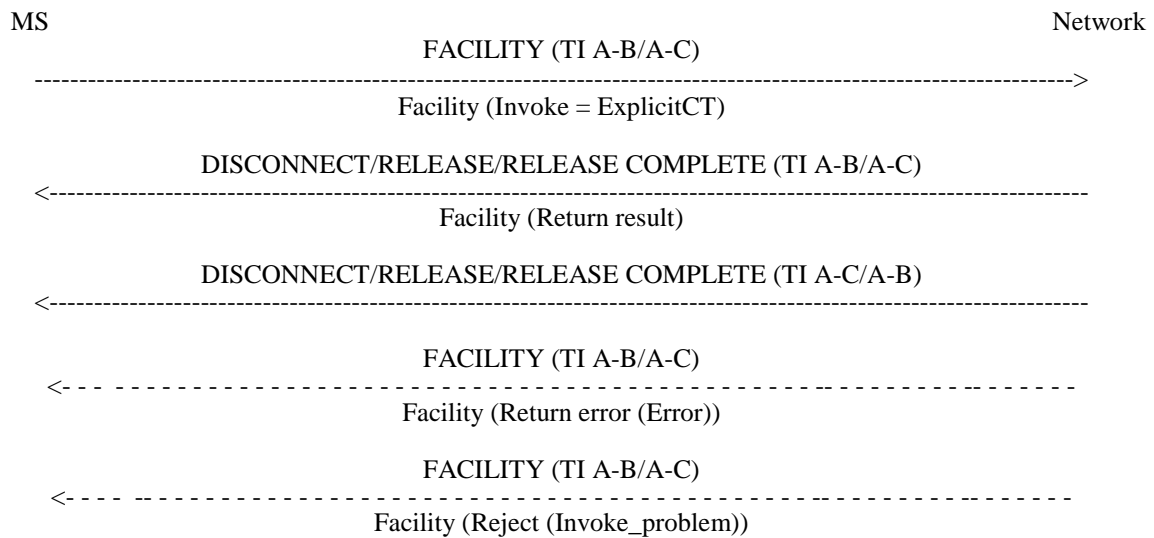 MS Network
FACILITY (TI A-B/A-C)
Facility (Invoke = ExplicitCT)
DISCONNECT/RELEASE/RELEASE COMPLETE (TI A-B/A-C)
Facility (Return result)
DISCONNECT/RELEASE/RELEASE COMPLETE (TI A-C/A-B)
FACILITY (TI A-B/A-C)
Facility (Return error (Error))
FACILITY (TI A-B/A-C)
Facility (Reject (Invoke_problem))